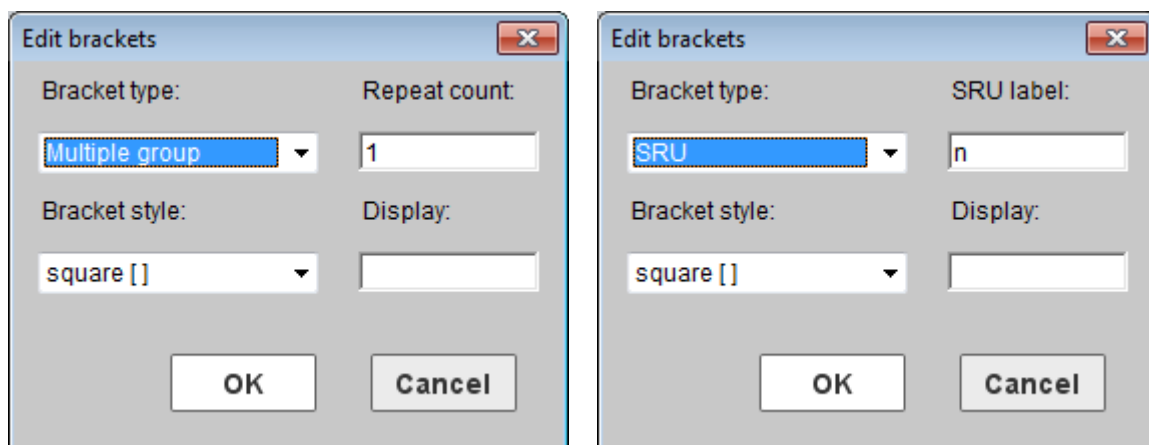 Edit brackets
Bracket type: Repeat count:
Multiple group 1
Bracket style: Display:
square [ ]
OK Cancel
Edit brackets
Bracket type: SRU label:
SRU n
Bracket style: Display:
square [ ]
OK Cancel